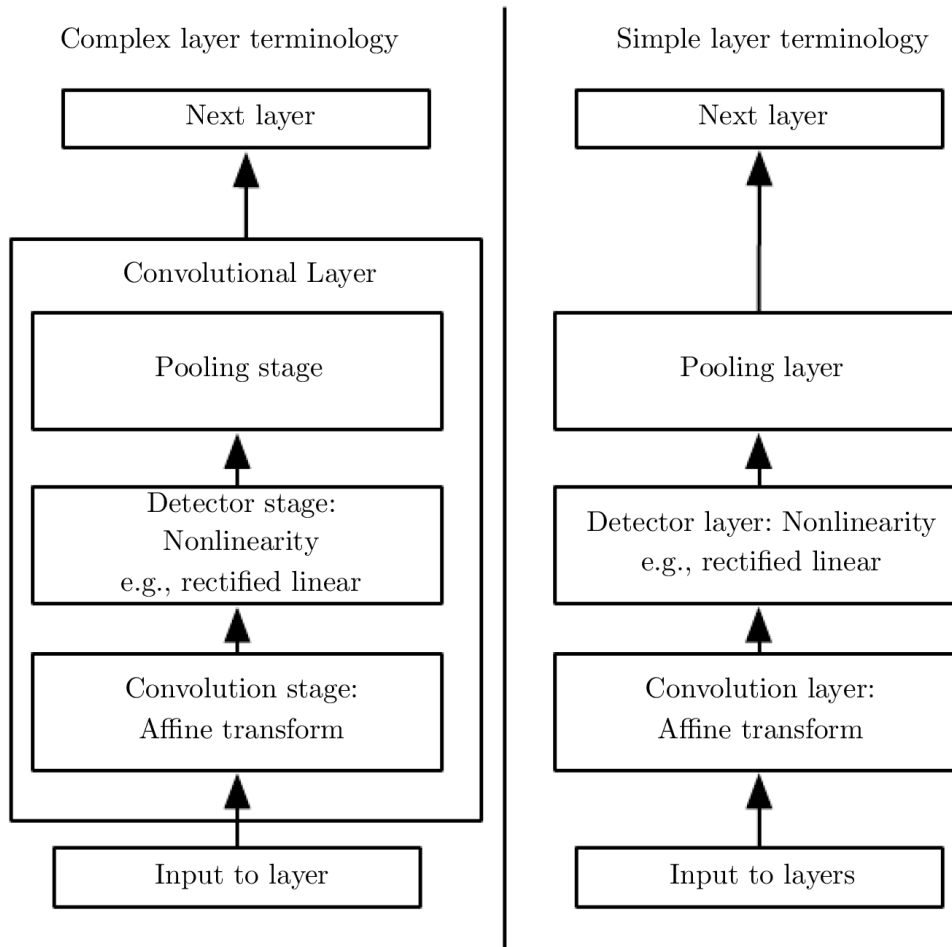 Complex layer terminology
Next layer
Convolutional Layer
Pooling stage
Detector stage:
Nonlinearity
e.g., rectified linear
Convolution stage:
Affine transform
Input to layer
Simple layer terminology
Next layer
Pooling layer
Detector layer: Nonlinearity
e.g., rectified linear
Convolution layer:
Affine transform
Input to layers